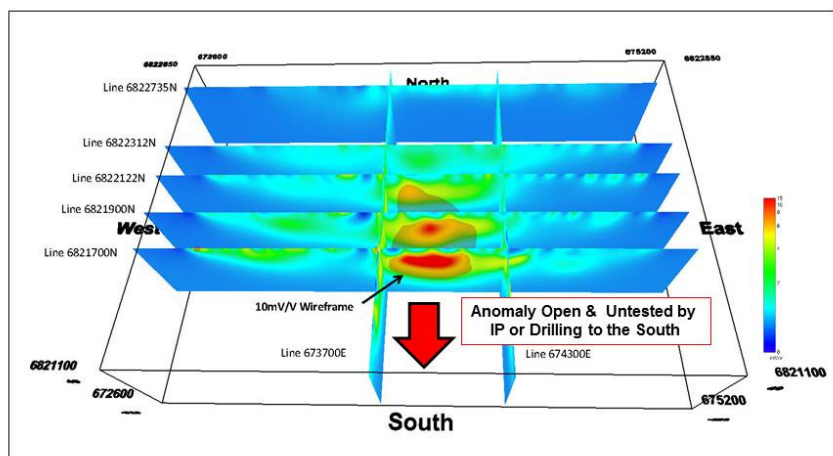 6822850
672600
675200
6822850
North
Line 6822735N
Line 6822312N
Line 6822122N
Line 6821900N
West
East
Line 6821700N
10mV/V Wireframe
Anomaly Open & Untested by
IP or Drilling to the South
Line 673700E
Line 674300E
6821100
672600
6821100
675200
South